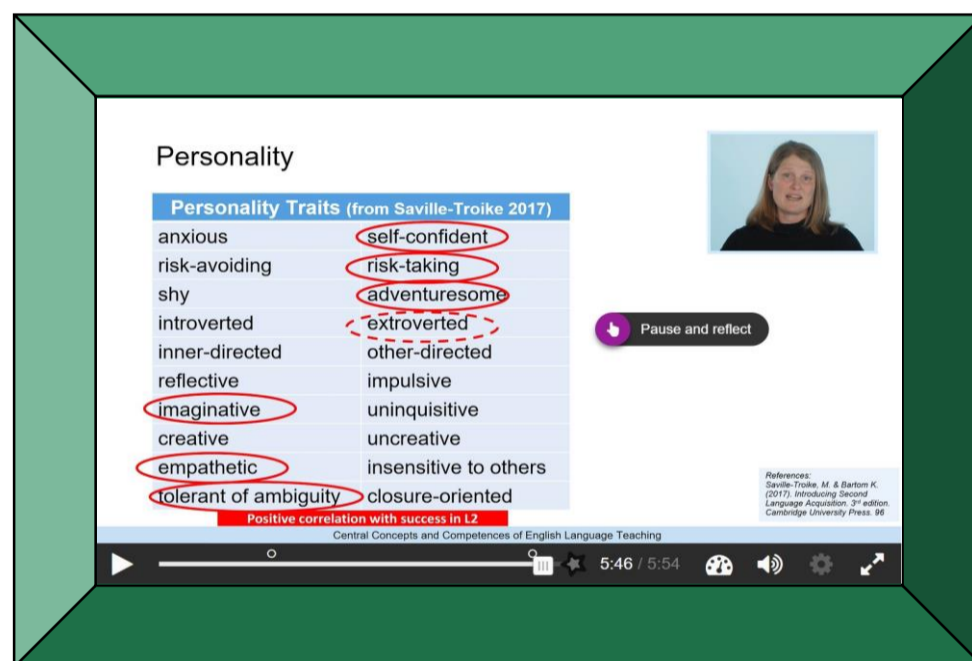 Personality
Personality Traits (from Saville-Troike 2017)
anxious self-confident
risk-avoiding risk-taking
shy adventuresome
introverted extroverted
inner-directed other-directed
reflective impulsive
imaginative uninquisitive
creative uncreative
empathetic insensitive to others
tolerant of ambiguity closure-oriented
Positive correlation with success in L2
Pause and reflect
References:
Saville-Troike, M. & Bartom K.
(2017). Introducing Second
Language Acquisition. 3rd edition.
Cambridge University Press. 96
Central Concepts and Competences of English Language Teaching
5:46 / 5:54